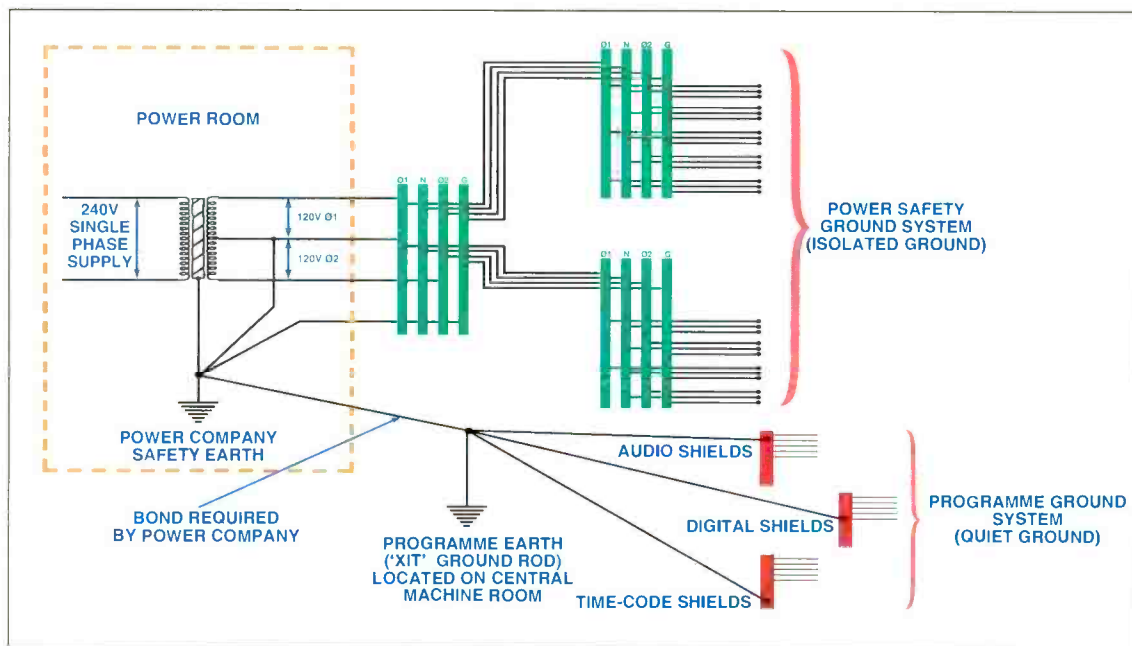 Ø1 N Ø2 G
POWER ROOM
240V
SINGLE
PHASE
SUPPLY
120V Ø1
120V Ø2
Ø1 N Ø2 G
POWER SAFETY
GROUND SYSTEM
(ISOLATED GROUND)
Ø1 N Ø2 G
POWER COMPANY
SAFETY EARTH
BOND REQUIRED
BY POWER COMPANY
PROGRAMME EARTH
('XIT' GROUND ROD)
LOCATED ON CENTRAL
MACHINE ROOM
AUDIO SHIELDS
DIGITAL SHIELDS
TIME-CODE SHIELDS
PROGRAMME GROUND
SYSTEM
(QUIET GROUND)